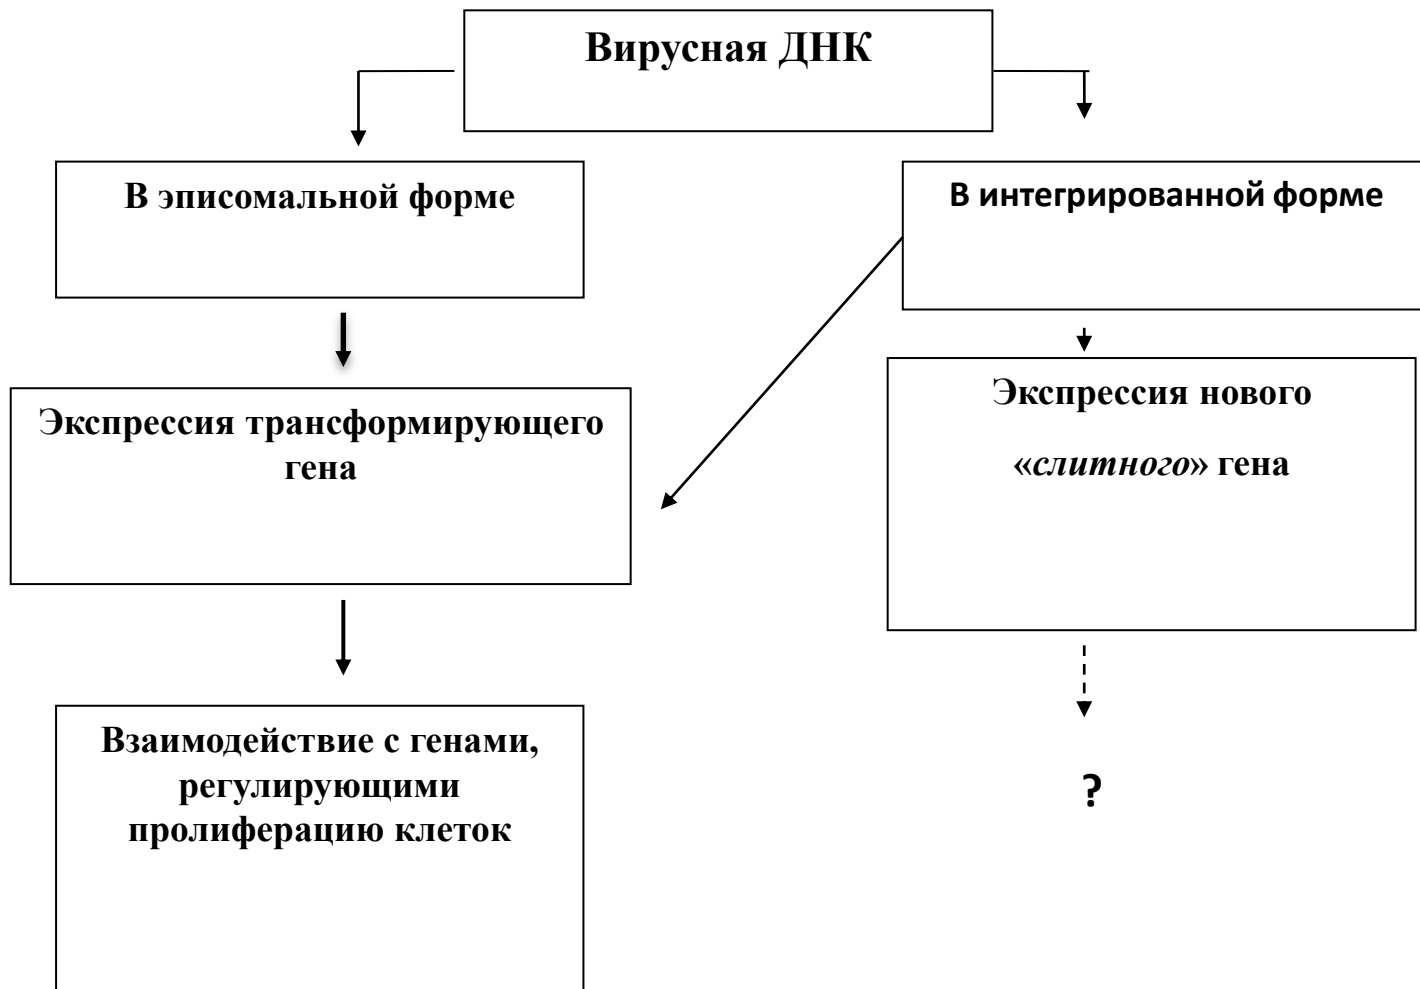 Вирусная ДНК
В эписомальной форме
В интегрированной форме
Экспрессия трансформирующего
гена
Экспрессия нового
«слитного» гена
Взаимодействие с генами,
регулирующими
пролиферацию клеток
?